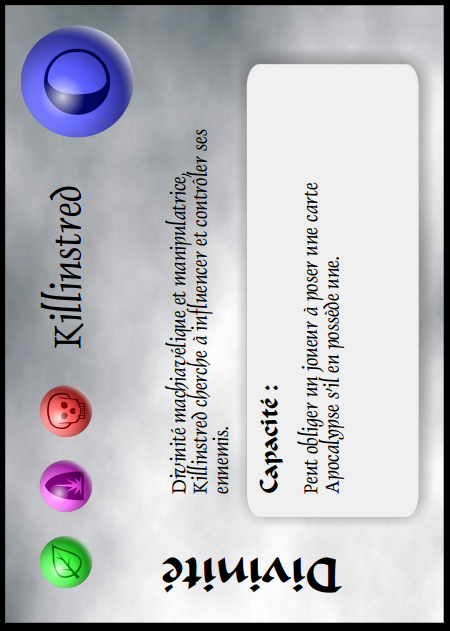 Killinstred
Divinité machiavélique et manipulatrice,
Killinstred cherche à influencer et contrôler ses
ennemis.
Capacité :
Peut obliger un joueur à poser une carte
Apocalypse s'il en possède une.
Divinité